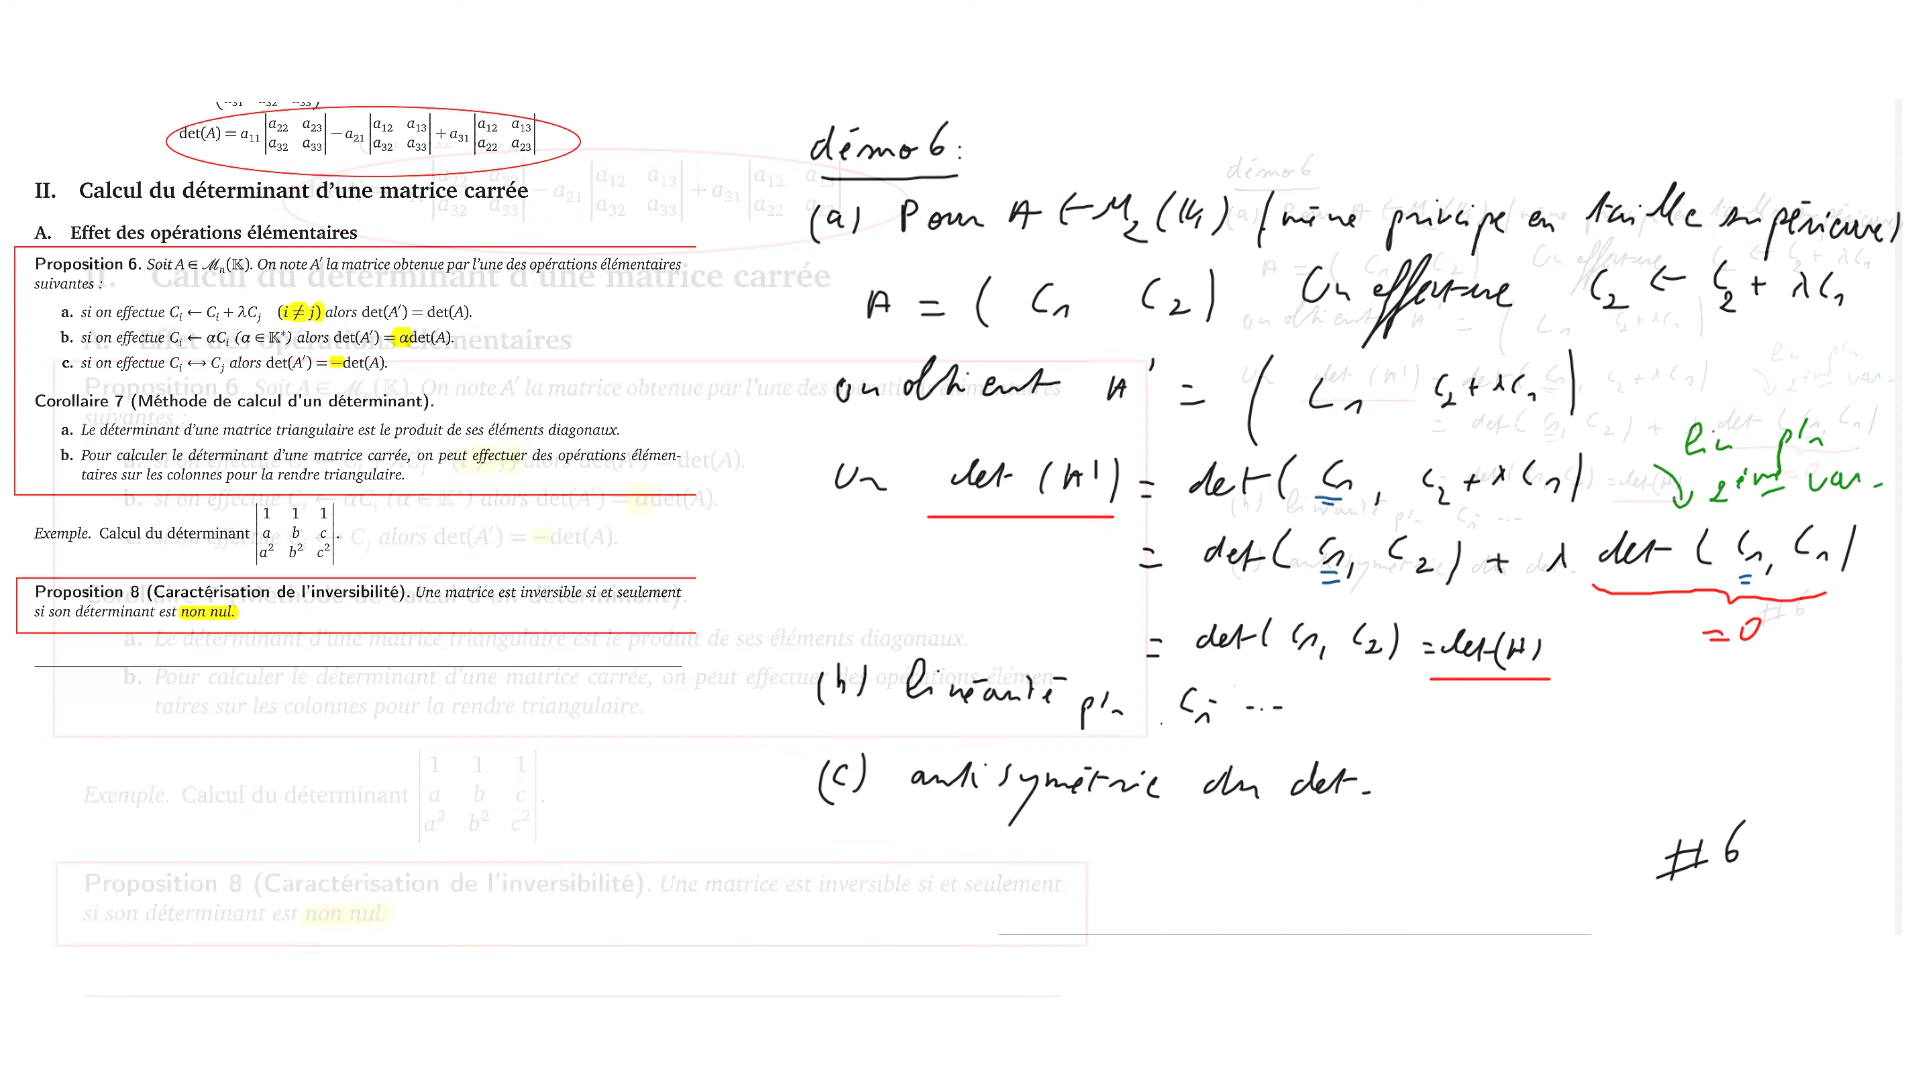 det(A) = a11 |a22 a23| − a21 |a12 a13| + a31 |a12 a13|
|a32 a33| |a32 a33| |a22 a23|
II. Calcul du déterminant d'une matrice carrée
A. Effet des opérations élémentaires
Proposition 6. Soit A ∈ ℳn(𝕂). On note A′ la matrice obtenue par l'une des opérations élémentaires
suivantes :
a. si on effectue Ci ← Ci + λCj (i ≠ j) alors det(A′) = det(A).
b. si on effectue Ci ← αCi (α ∈ 𝕂*) alors det(A′) = αdet(A).
c. si on effectue Ci ↔ Cj alors det(A′) = −det(A).
Corollaire 7 (Méthode de calcul d'un déterminant).
a. Le déterminant d'une matrice triangulaire est le produit de ses éléments diagonaux.
b. Pour calculer le déterminant d'une matrice carrée, on peut effectuer des opérations élémen-
taires sur les colonnes pour la rendre triangulaire.
|1 1 1|
Exemple. Calcul du déterminant |a b c|.
|a² b² c²|
Proposition 8 (Caractérisation de l'inversibilité). Une matrice est inversible si et seulement
si son déterminant est non nul.
démo 6 :
(a) Pour A ∈ M2(K) (même principe en taille supérieure)
A = (C1 C2) On effectue C2 ← C2 + λC1
on obtient A' = (C1 C2+λC1)
Or det(A') = det(C1, C2+λC1) lin p/r 2ième var.
= det(C1, C2) + λ det(C1, C1)
= 0
= det(C1, C2) = det(A)
(b) linéarité p/r Ci ...
(c) antisymétrie du det.
# 6